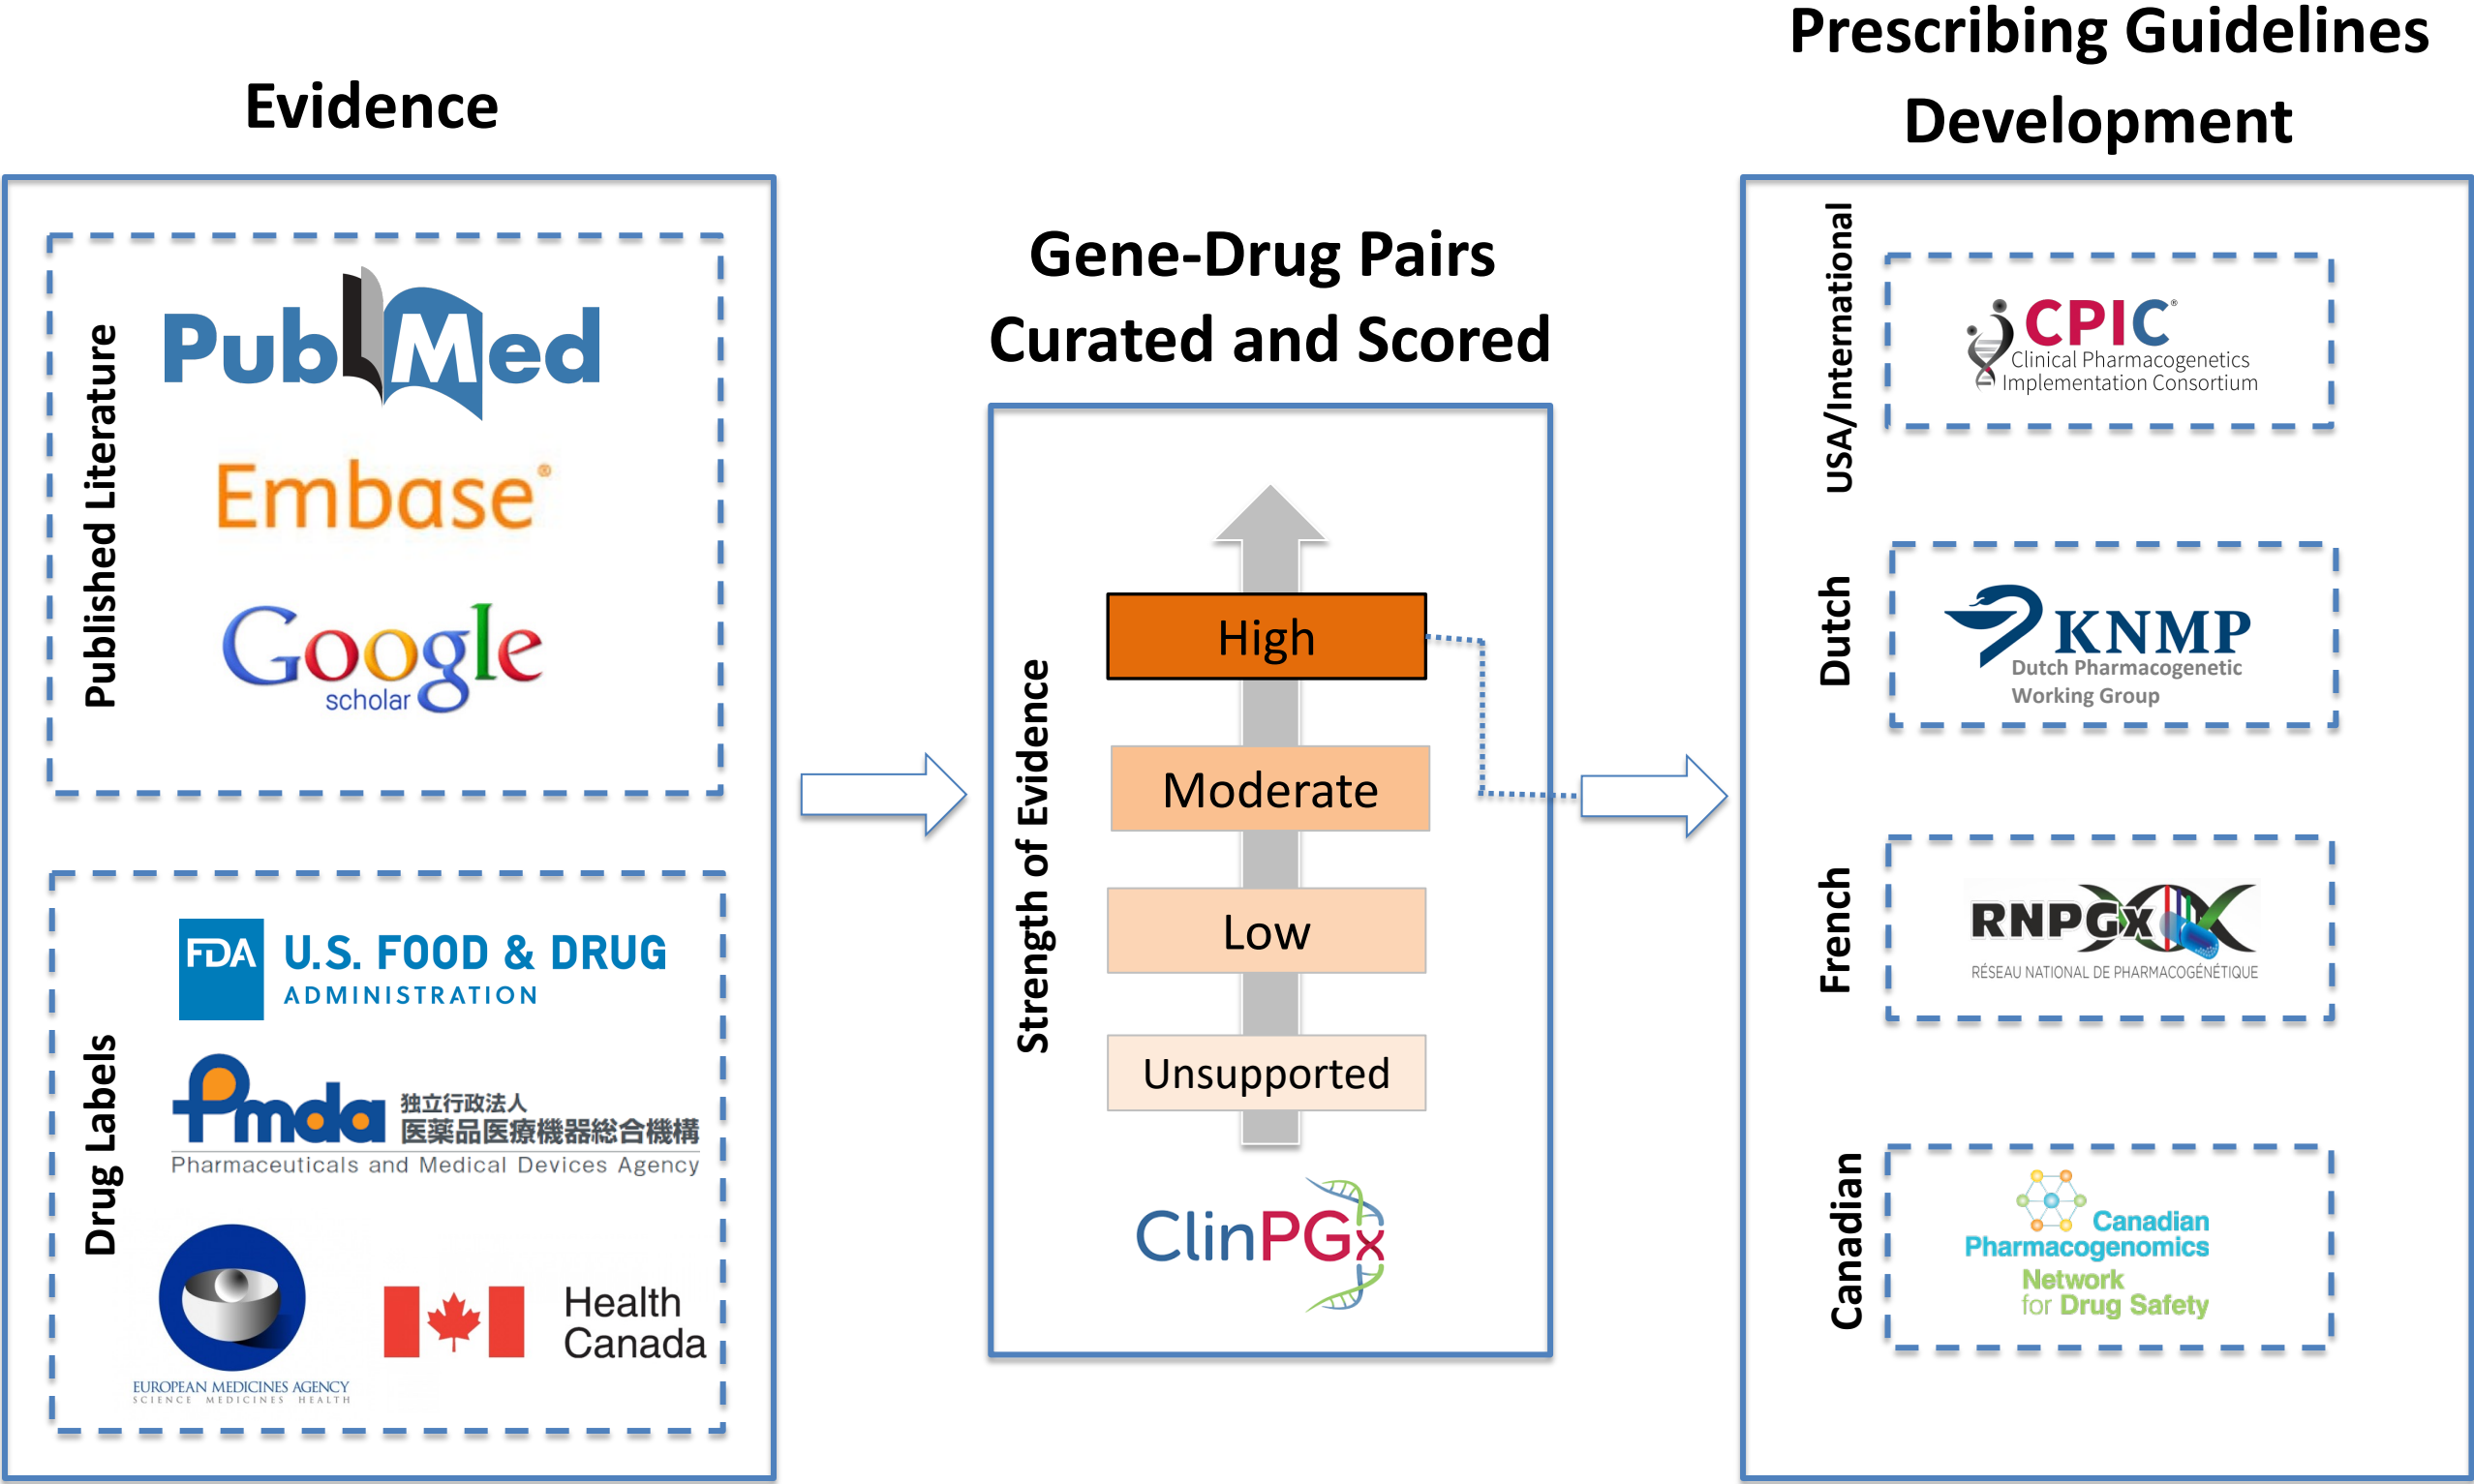 Evidence
Published Literature
PubMed
Embase®
Google
scholar
Drug Labels
FDA
U.S. FOOD & DRUG
ADMINISTRATION
Pmda
独立行政法人
医薬品医療機器総合機構
Pharmaceuticals and Medical Devices Agency
EUROPEAN MEDICINES AGENCY
SCIENCE MEDICINES HEALTH
Health
Canada
Gene-Drug Pairs
Curated and Scored
Strength of Evidence
High
Moderate
Low
Unsupported
ClinPGx
Prescribing Guidelines
Development
USA/International
CPIC®
Clinical Pharmacogenetics
Implementation Consortium
Dutch
KNMP
Dutch Pharmacogenetic
Working Group
French
RNPGx
RÉSEAU NATIONAL DE PHARMACOGÉNÉTIQUE
Canadian
Canadian
Pharmacogenomics
Network
for Drug Safety